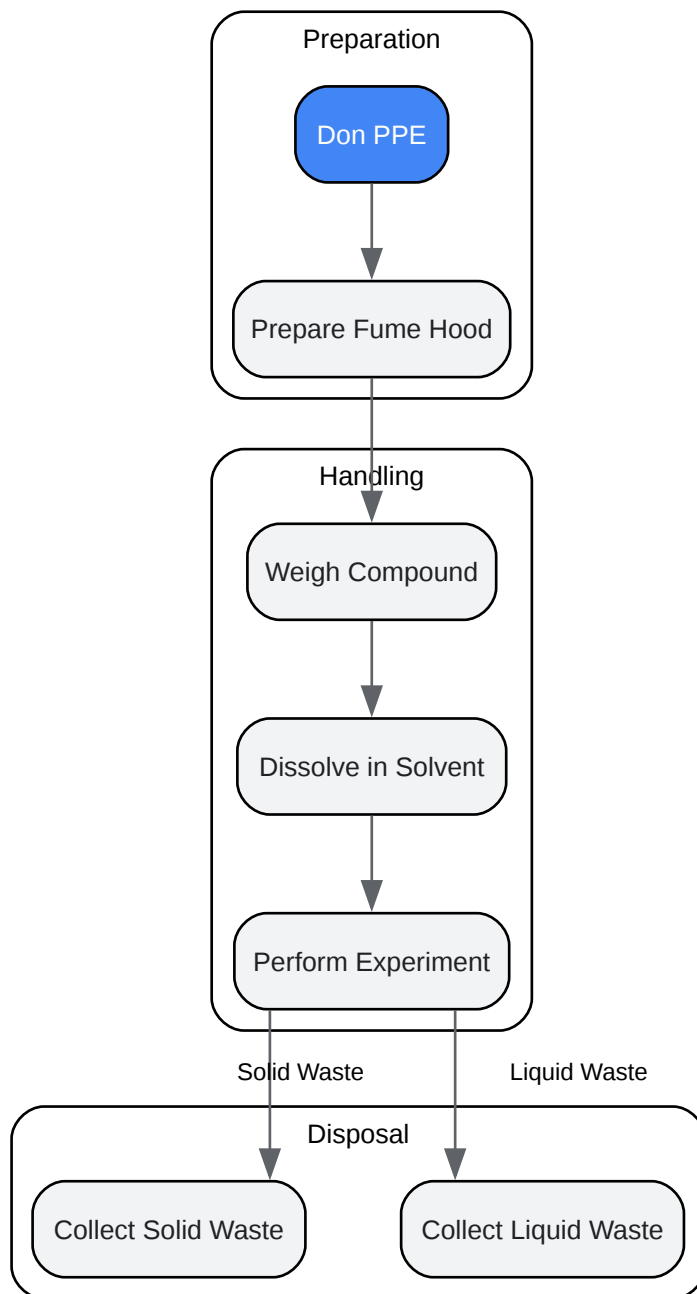 Preparation
Don PPE
Prepare Fume Hood
Handling
Weigh Compound
Dissolve in Solvent
Perform Experiment
Solid Waste
Liquid Waste
Disposal
Collect Solid Waste
Collect Liquid Waste